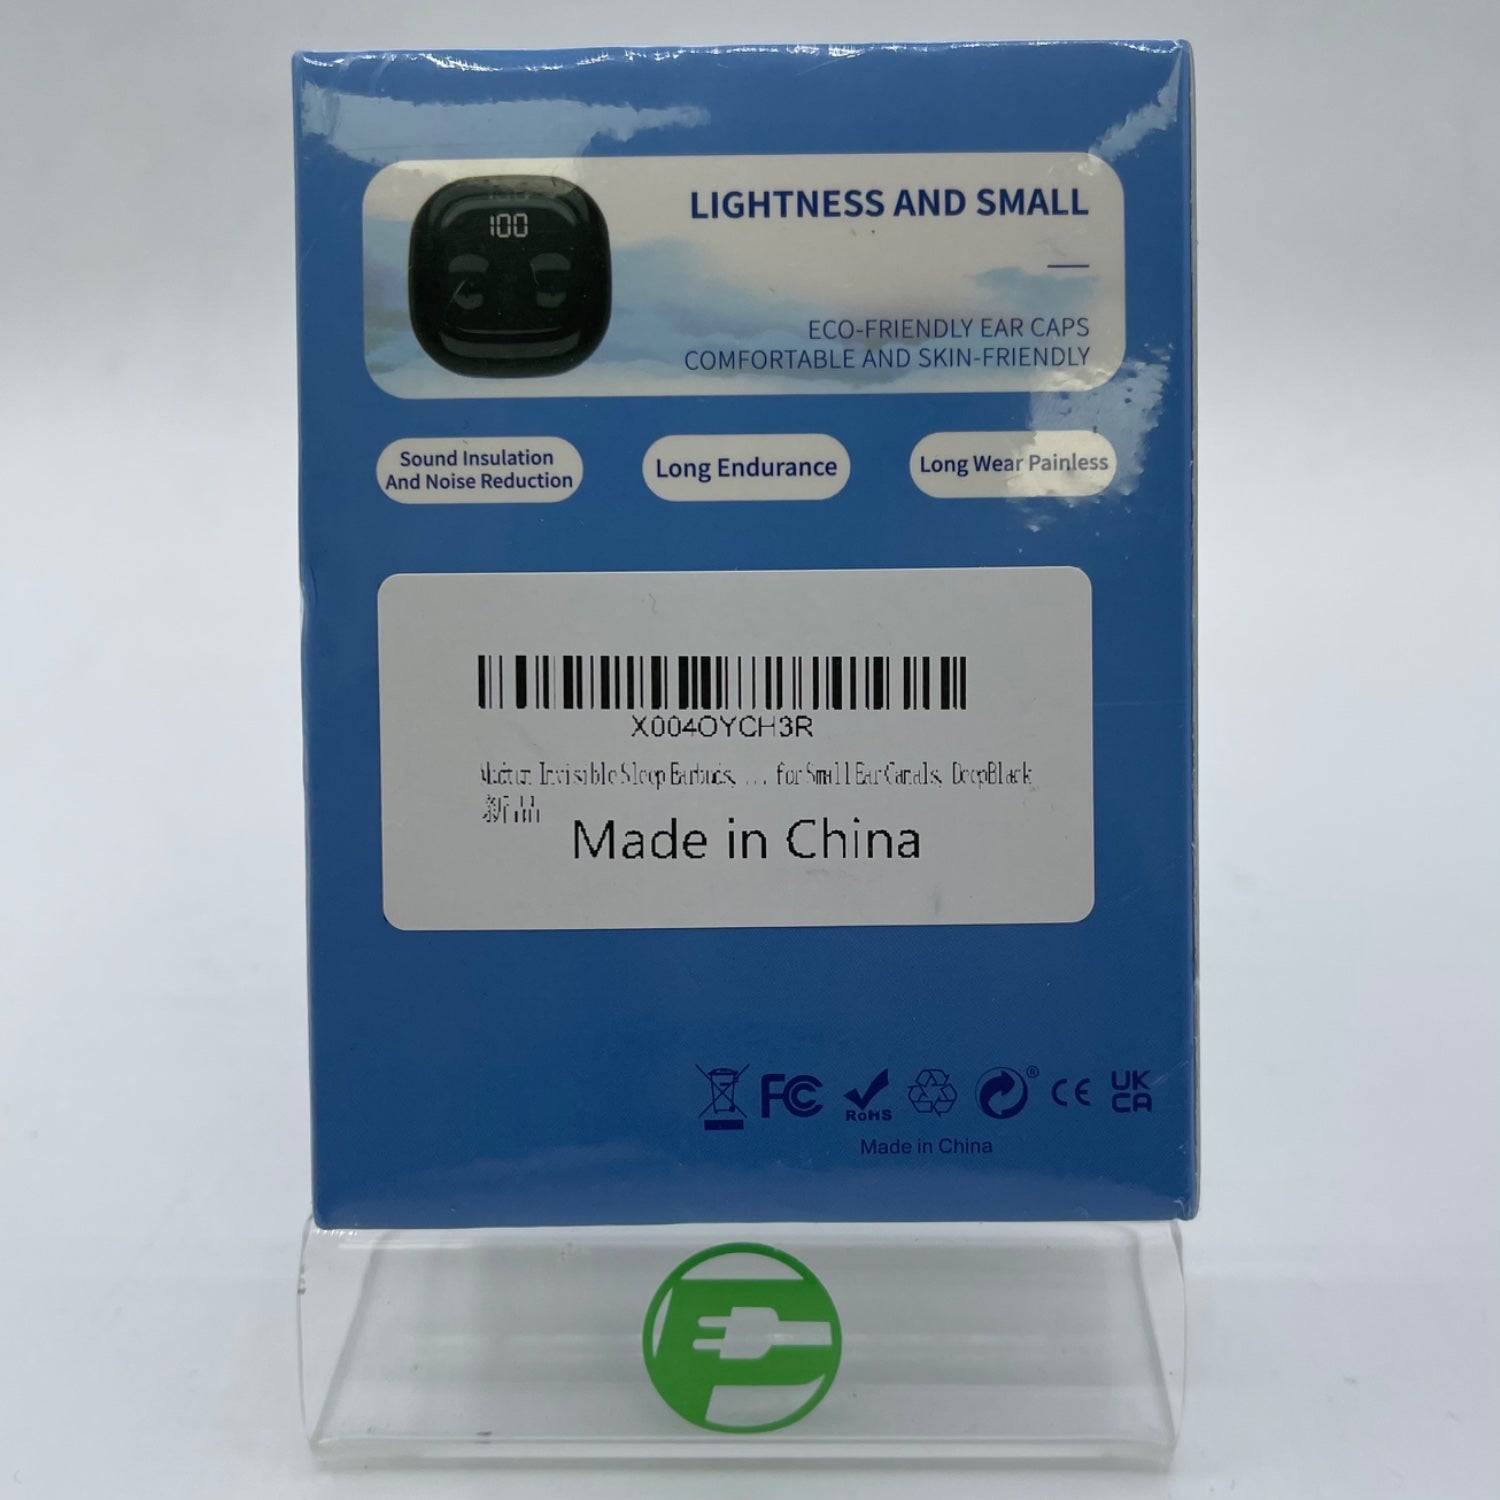 100
LIGHTNESS AND SMALL
ECO-FRIENDLY EAR CAPS
COMFORTABLE AND SKIN-FRIENDLY
Sound Insulation
And Noise Reduction
Long Endurance
Long Wear Painless
X004OYCH3R
Invisible Sleep Earbuds, ... for Small Ear Canals, DeepBlack
新品
Made in China
FC
RoHS
®
CE
UK
CA
Made in China